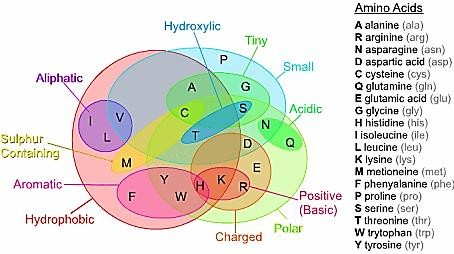 Hydroxylic
Tiny
Small
Aliphatic
Acidic
Sulphur
Containing
Aromatic
Hydrophobic
Charged
Positive
(Basic)
Polar
P
A
G
C
S
T
N
Q
I
V
L
M
D
E
Y
F
W
H
K
R
Amino Acids
A alanine (ala)
R arginine (arg)
N asparagine (asn)
D aspartic acid (asp)
C cysteine (cys)
Q glutamine (gln)
E glutamic acid (glu)
G glycine (gly)
H histidine (his)
I isoleucine (ile)
L leucine (leu)
K lysine (lys)
M metioneine (met)
F phenyalanine (phe)
P proline (pro)
S serine (ser)
T threonine (thr)
W trytophan (trp)
Y tyrosine (tyr)